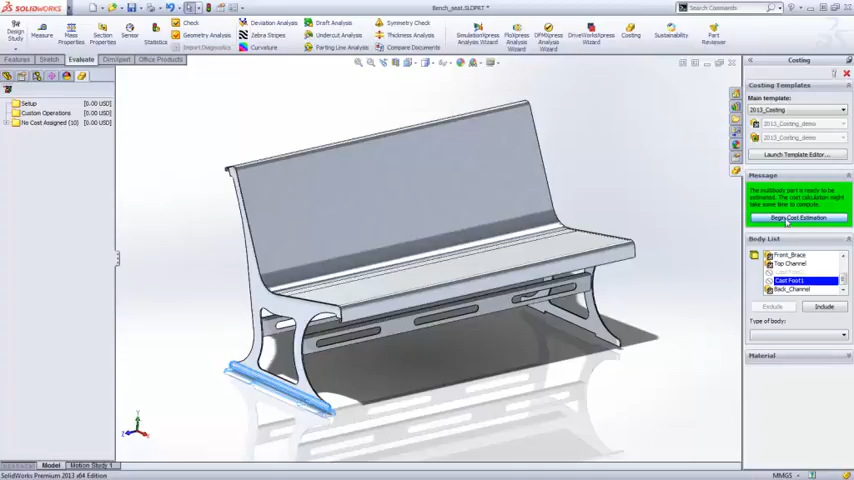 SOLIDWORKS
Bench_seat.SLDPRT *
Search Commands
Design Study
Measure
Mass Properties
Section Properties
Sensor
Statistics
Check
Geometry Analysis
Import Diagnostics
Deviation Analysis
Zebra Stripes
Curvature
Draft Analysis
Undercut Analysis
Parting Line Analysis
Symmetry Check
Thickness Analysis
Compare Documents
SimulationXpress Analysis Wizard
FloXpress Analysis Wizard
DFMXpress Analysis Wizard
DriveWorksXpress Wizard
Costing
Sustainability
Part Reviewer
Features
Sketch
Evaluate
DimXpert
Office Products
Setup [0.00 USD]
Custom Operations [0.00 USD]
No Cost Assigned (10) [0.00 USD]
Costing
Costing Templates
Main template:
2013_Costing
2013_Costing_demo
2013_Costing_demo
Launch Template Editor...
Message
The multibody part is ready to be
estimated. The cost calculation might
take some time to compute.
Begin Cost Estimation
Body List
Front_Brace
Top Channel
Cast Foot1
Back_Channel
Exclude
Include
Type of body:
Material
Y
Z
X
Model
Motion Study 1
SolidWorks Premium 2013 x64 Edition
MMGS